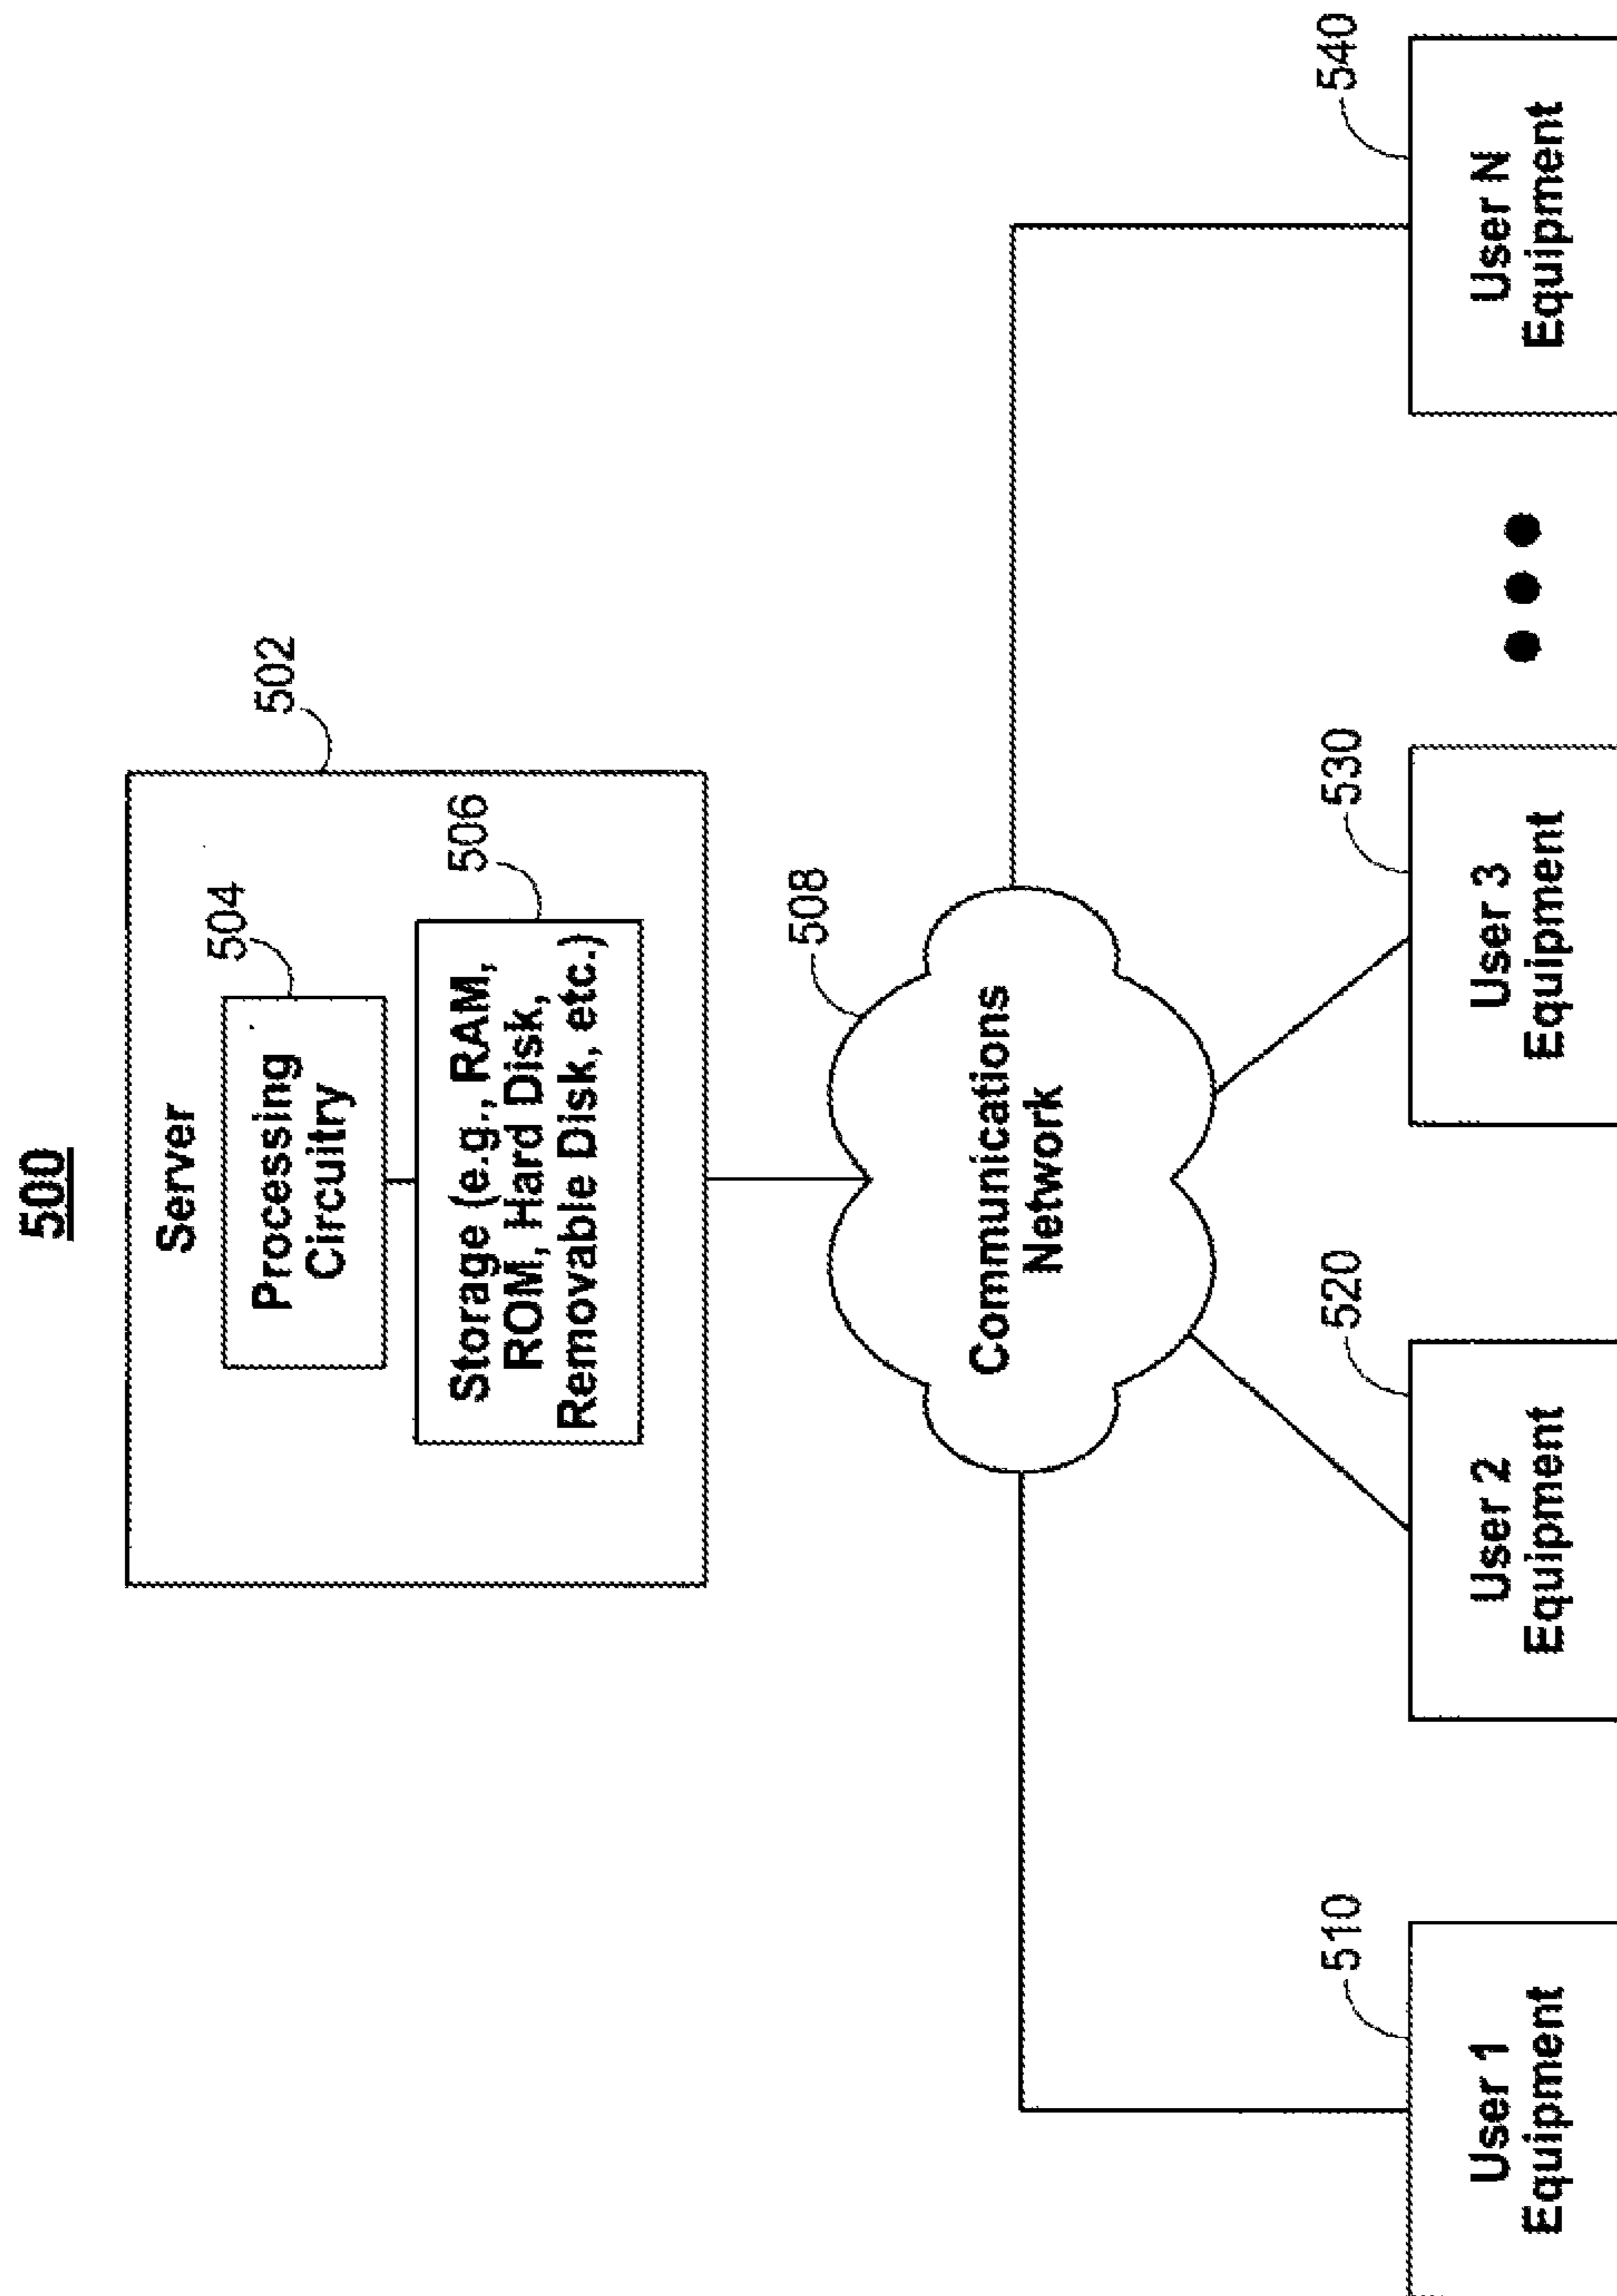 500
502
Server
504
Processing
Circuitry
506
Storage (e.g., RAM,
ROM, Hard Disk,
Removable Disk, etc.)
508
Communications
Network
510
User 1
Equipment
520
User 2
Equipment
530
User 3
Equipment
540
User N
Equipment